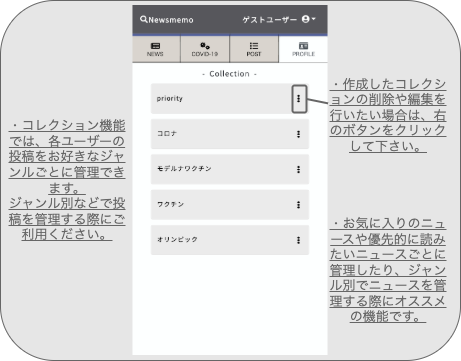 Newsmemo
ゲストユーザー
NEWS
COVID-19
POST
PROFILE
- Collection -
priority
コロナ
モデルナワクチン
ワクチン
オリンピック
・コレクション機能
では、各ユーザーの
投稿をお好きなジャ
ンルごとに管理でき
ます。
ジャンル別などで投
稿を管理する際にご
利用ください。
・作成したコレクシ
ョンの削除や編集を
行いたい場合は、右
のボタンをクリック
して下さい。
・お気に入りのニュ
ースや優先的に読み
たいニュースごとに
管理したり、ジャン
ル別でニュースを管
理する際にオススメ
の機能です。